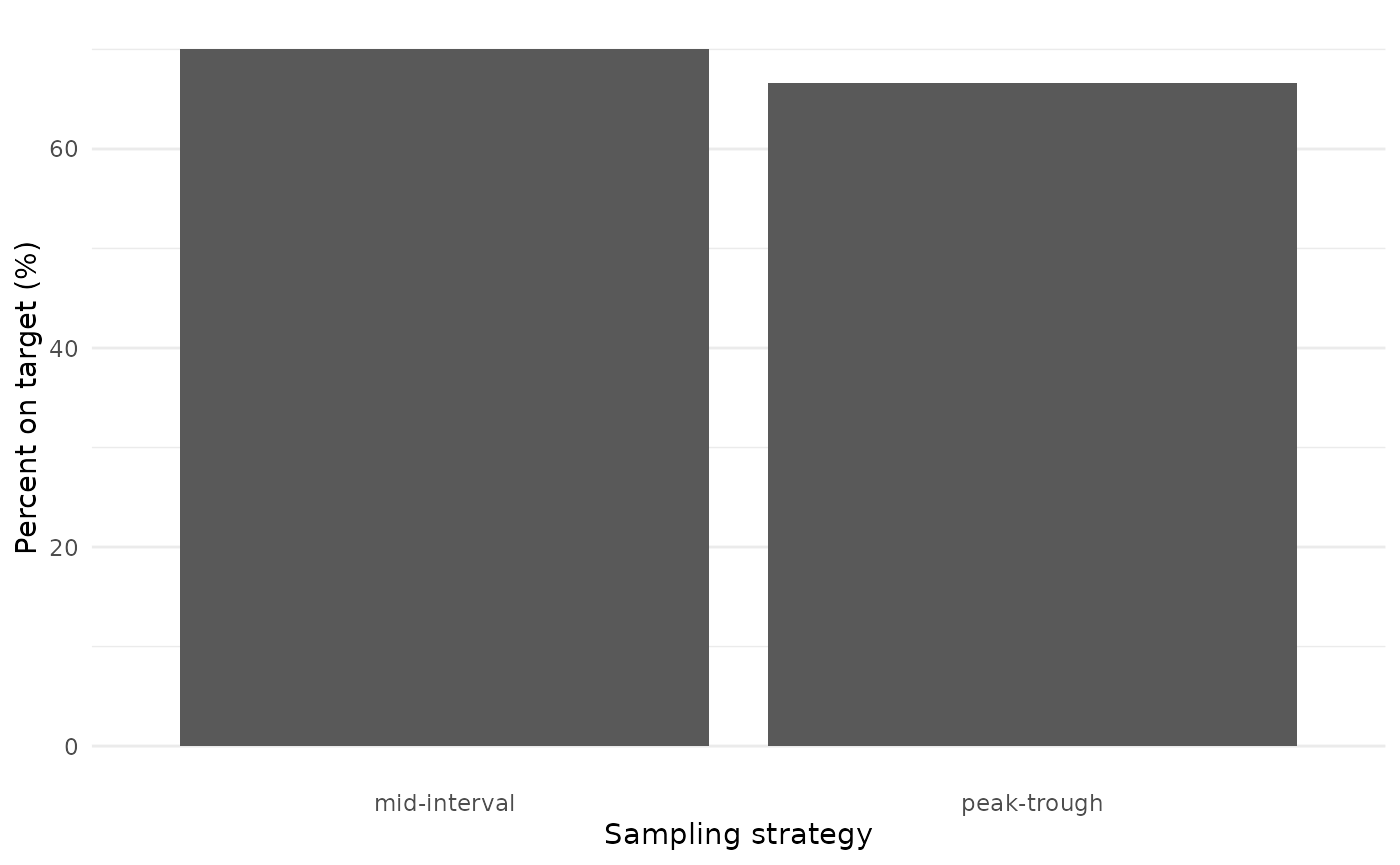 Percent on target (%)
60
40
20
0
mid-interval
peak-trough
Sampling strategy